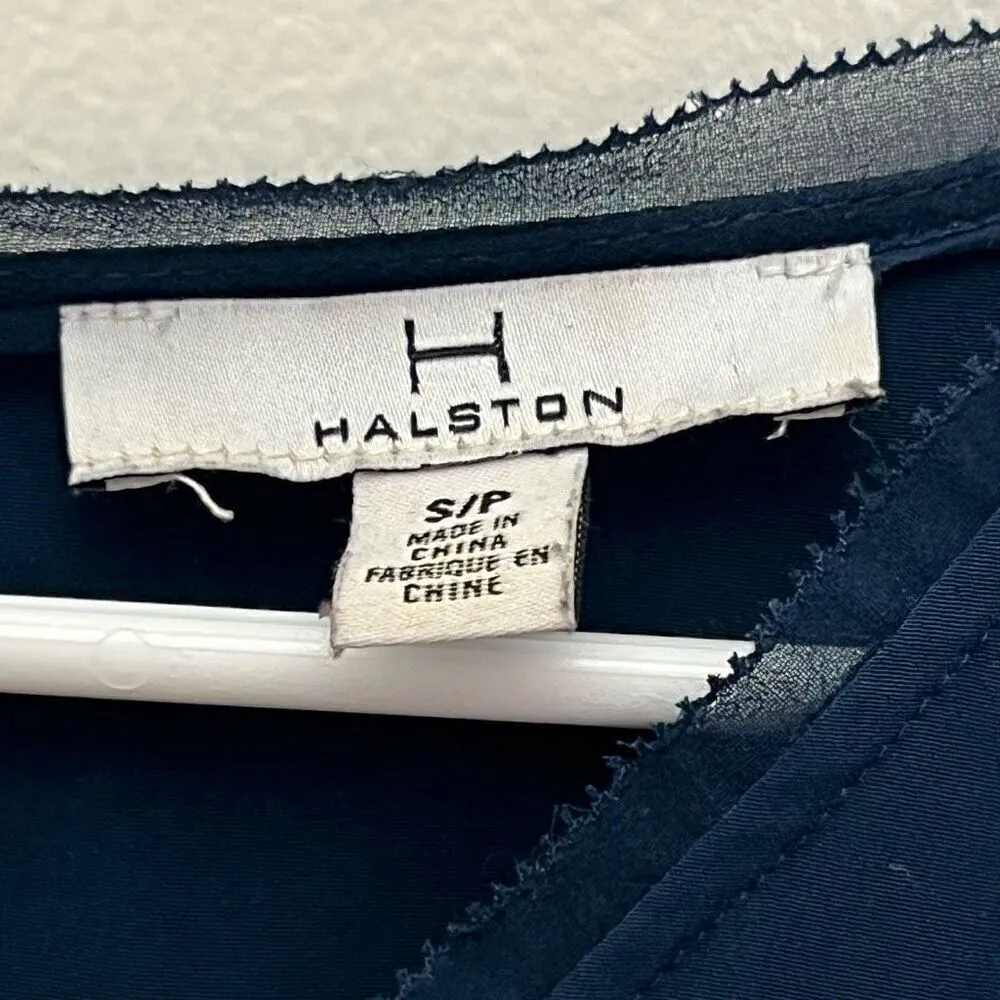 H
HALSTON
S/P
MADE IN
CHINA
FABRIQUE EN
CHINE